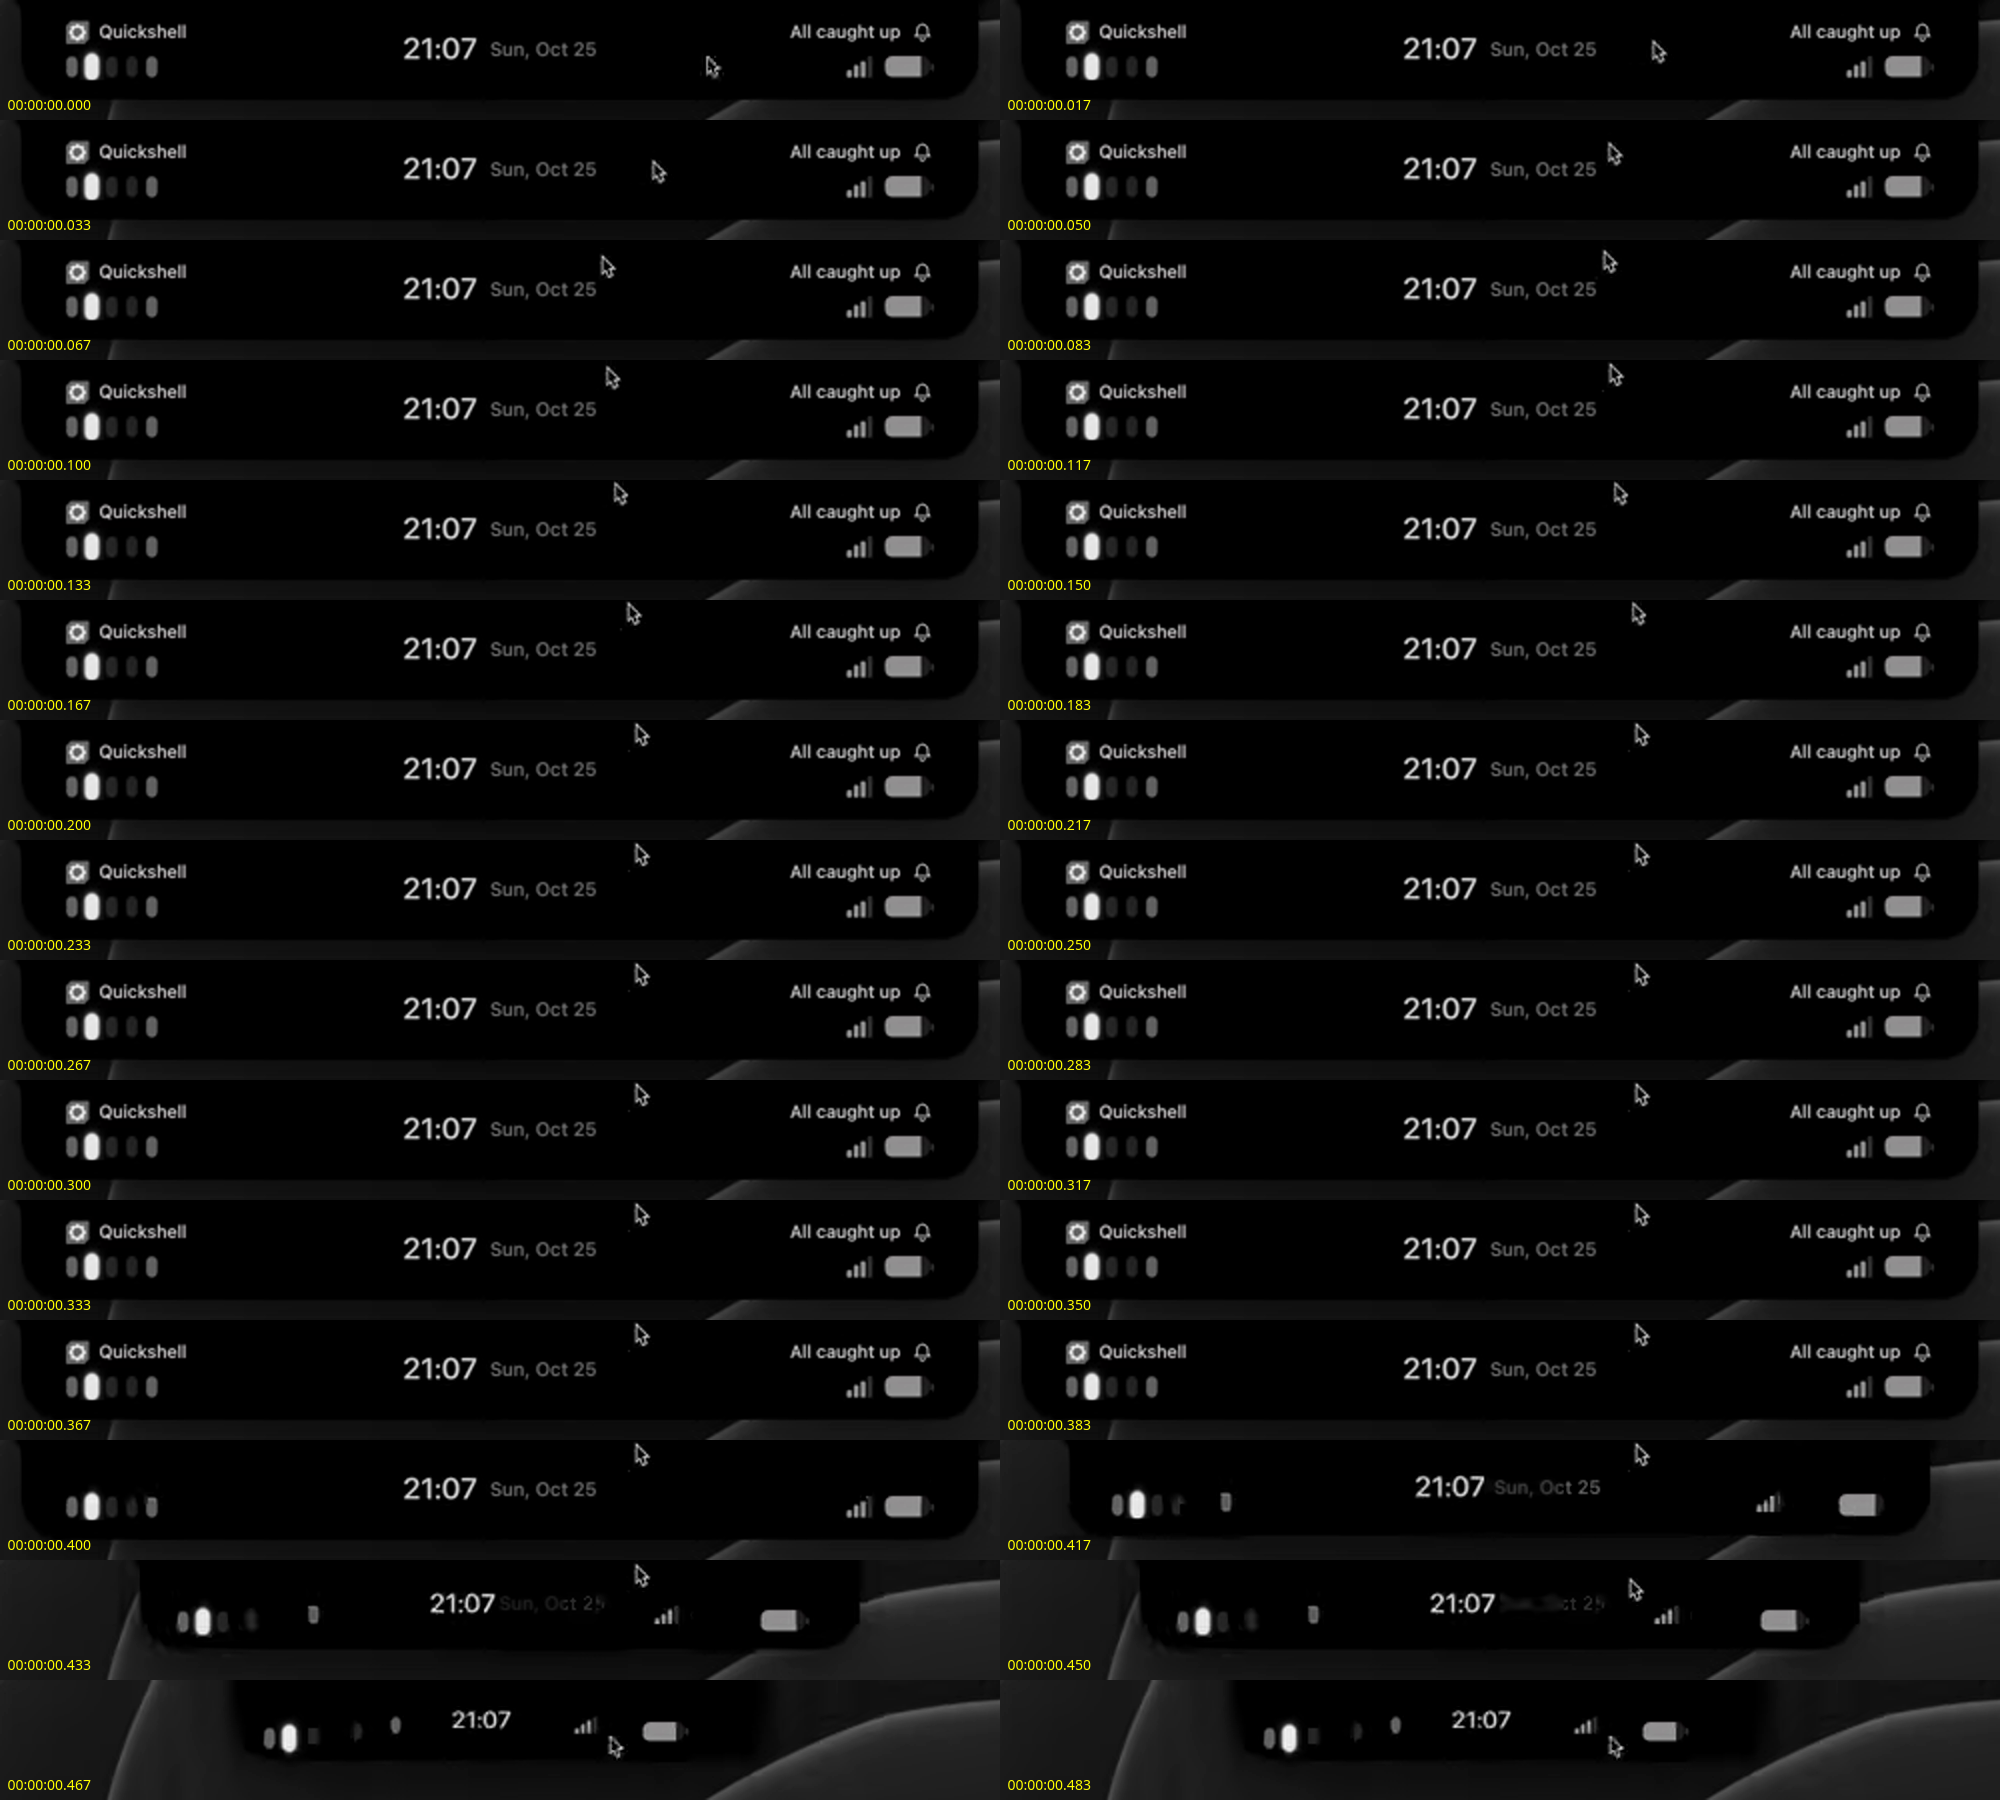 Quickshell
21:07 Sun, Oct 25
All caught up
00:00:00.000
Quickshell
21:07 Sun, Oct 25
All caught up
00:00:00.017
Quickshell
21:07 Sun, Oct 25
All caught up
00:00:00.033
Quickshell
21:07 Sun, Oct 25
All caught up
00:00:00.050
Quickshell
21:07 Sun, Oct 25
All caught up
00:00:00.067
Quickshell
21:07 Sun, Oct 25
All caught up
00:00:00.083
Quickshell
21:07 Sun, Oct 25
All caught up
00:00:00.100
Quickshell
21:07 Sun, Oct 25
All caught up
00:00:00.117
Quickshell
21:07 Sun, Oct 25
All caught up
00:00:00.133
Quickshell
21:07 Sun, Oct 25
All caught up
00:00:00.150
Quickshell
21:07 Sun, Oct 25
All caught up
00:00:00.167
Quickshell
21:07 Sun, Oct 25
All caught up
00:00:00.183
Quickshell
21:07 Sun, Oct 25
All caught up
00:00:00.200
Quickshell
21:07 Sun, Oct 25
All caught up
00:00:00.217
Quickshell
21:07 Sun, Oct 25
All caught up
00:00:00.233
Quickshell
21:07 Sun, Oct 25
All caught up
00:00:00.250
Quickshell
21:07 Sun, Oct 25
All caught up
00:00:00.267
Quickshell
21:07 Sun, Oct 25
All caught up
00:00:00.283
Quickshell
21:07 Sun, Oct 25
All caught up
00:00:00.300
Quickshell
21:07 Sun, Oct 25
All caught up
00:00:00.317
Quickshell
21:07 Sun, Oct 25
All caught up
00:00:00.333
Quickshell
21:07 Sun, Oct 25
All caught up
00:00:00.350
Quickshell
21:07 Sun, Oct 25
All caught up
00:00:00.367
Quickshell
21:07 Sun, Oct 25
All caught up
00:00:00.383
21:07 Sun, Oct 25
00:00:00.400
21:07 Sun, Oct 25
00:00:00.417
21:07 Sun, Oct
00:00:00.433
21:07
00:00:00.450
21:07
00:00:00.467
21:07
00:00:00.483